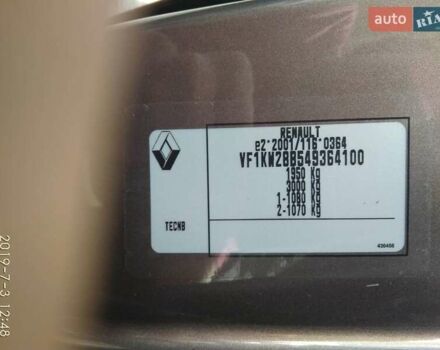 auto RIA
RENAULT
e2*2001/116*0364
VF1KW2BB549364100
1950 Kg
3000 Kg
1-1080 Kg
2-1070 Kg
TECNB
430408
2019-7-3 12:48